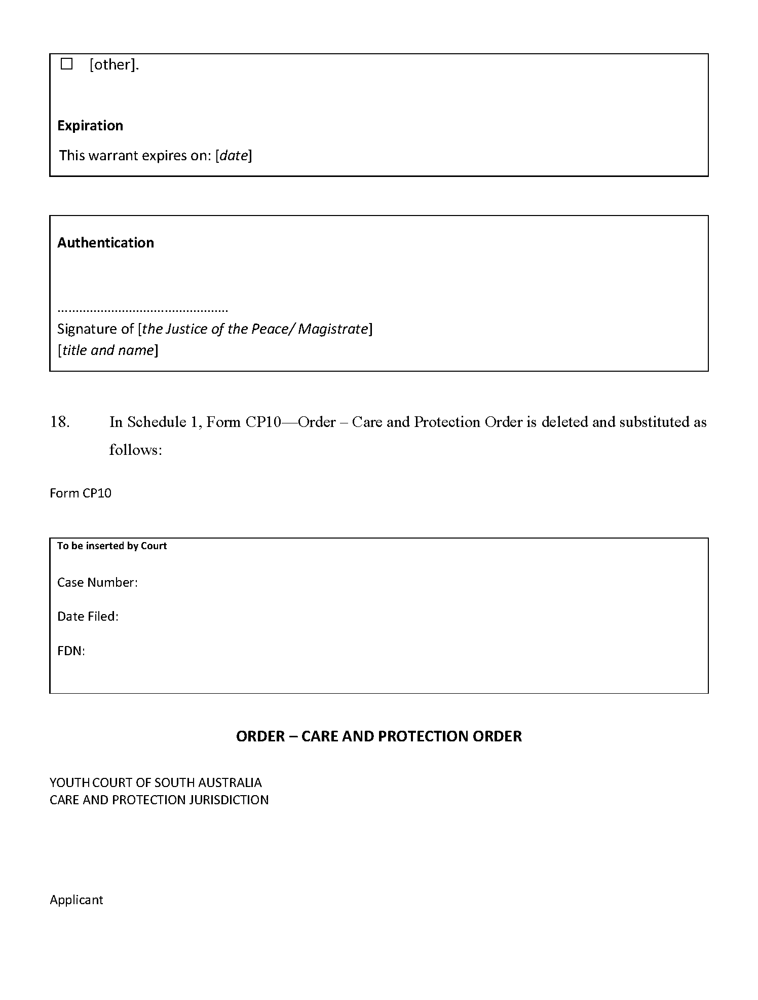 ☐ [other].
Expiration
This warrant expires on: [date]
Authentication
................................................
Signature of [the Justice of the Peace/ Magistrate]
[title and name]
18. In Schedule 1, Form CP10—Order – Care and Protection Order is deleted and substituted as
follows:
Form CP10
To be inserted by Court
Case Number:
Date Filed:
FDN:
ORDER – CARE AND PROTECTION ORDER
YOUTH COURT OF SOUTH AUSTRALIA
CARE AND PROTECTION JURISDICTION
Applicant